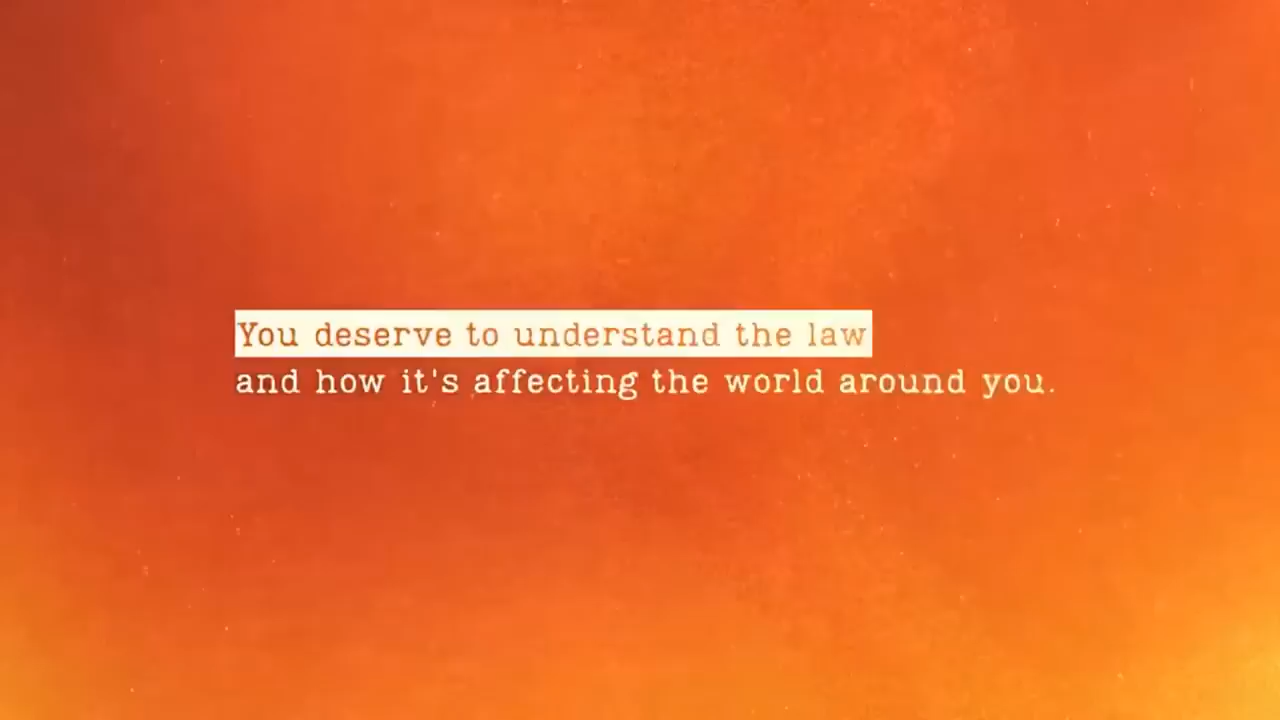 You deserve to understand the law
and how it's affecting the world around you.